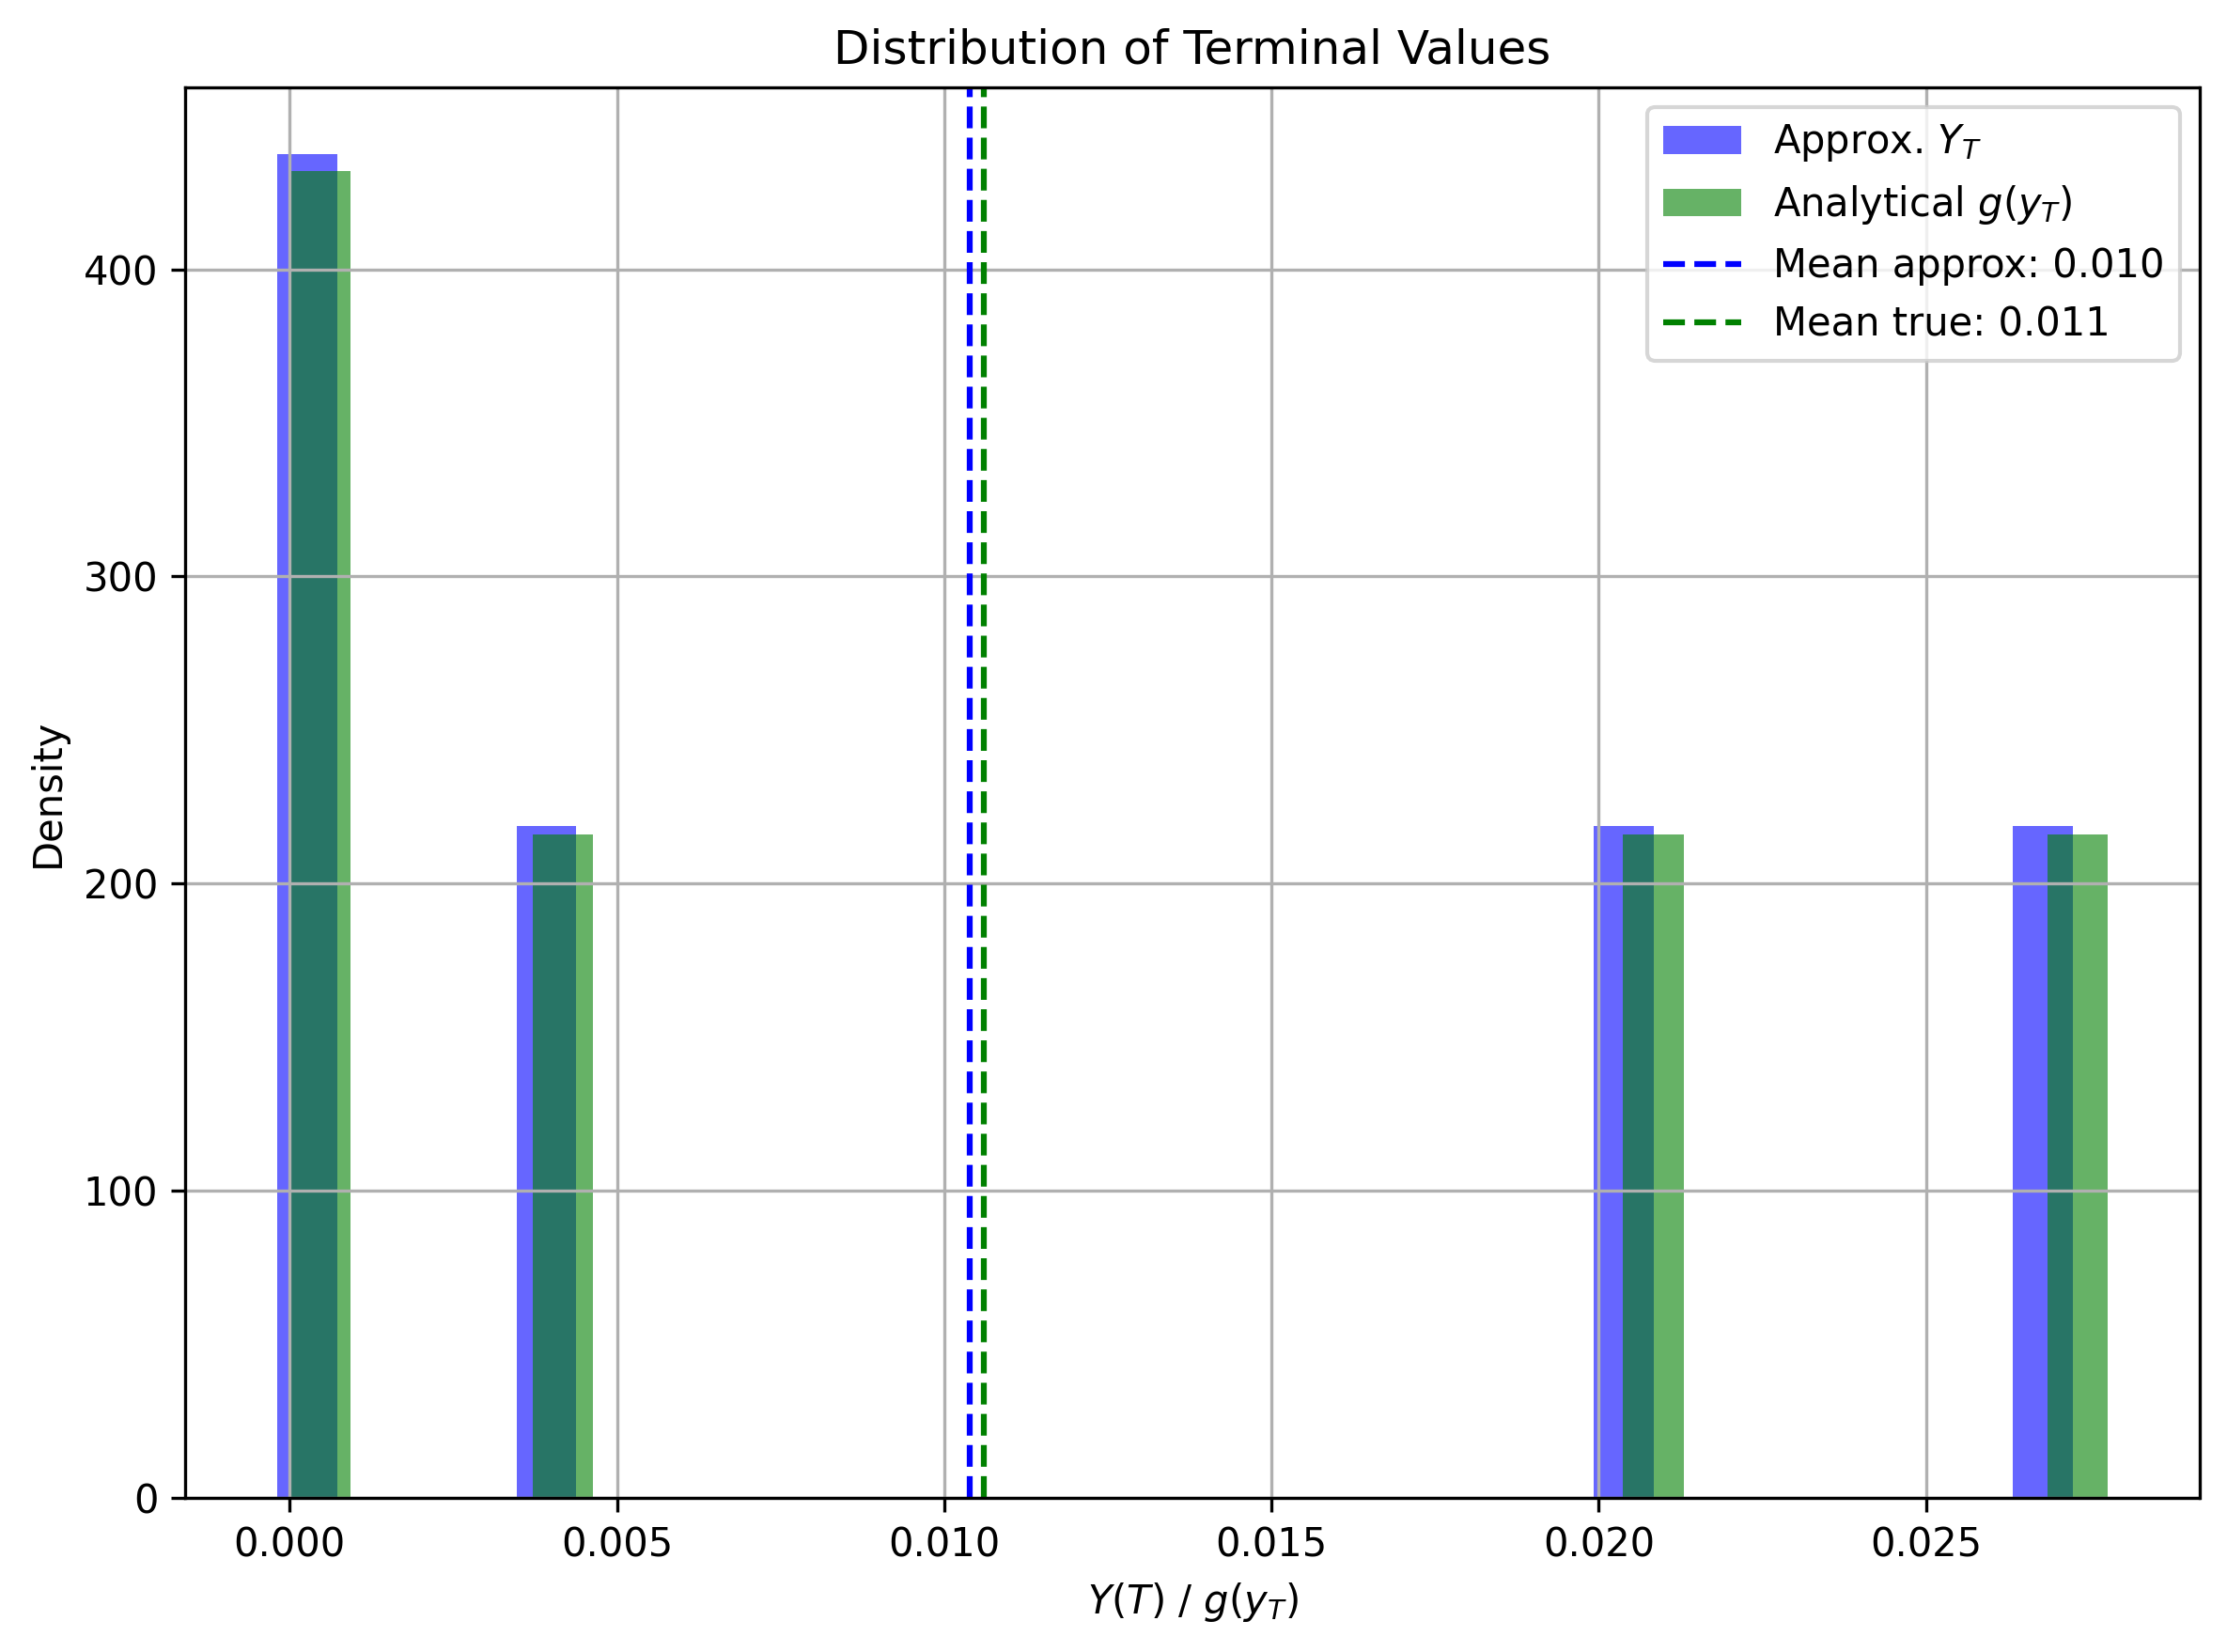 Distribution of Terminal Values
Approx. $Y_T$
Analytical $g(y_T)$
Mean approx: 0.010
Mean true: 0.011
Density
400
300
200
100
0
0.000 0.005 0.010 0.015 0.020 0.025
$Y(T)$ / $g(y_T)$